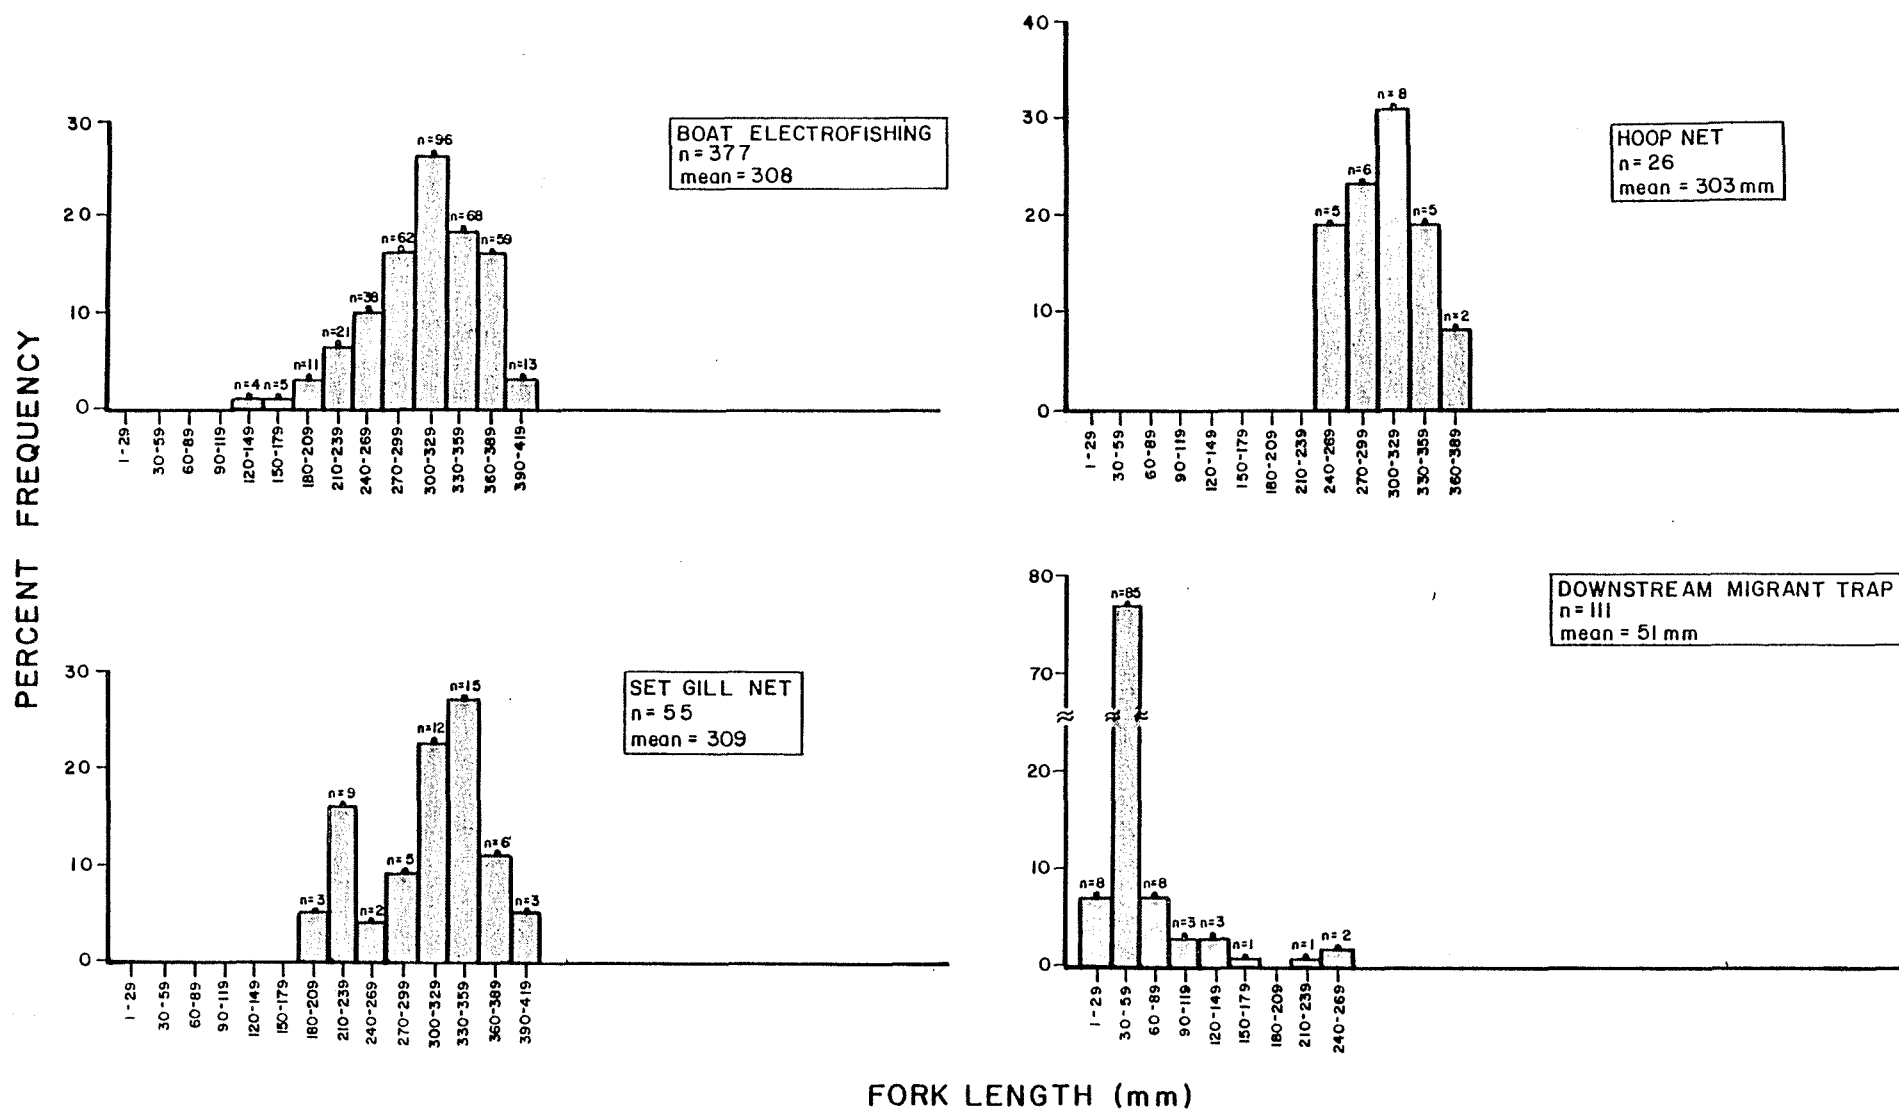 PERCENT FREQUENCY
30
20
10
0
BOAT ELECTROFISHING
n=377
mean=308
n=4
n=5
n=11
n=21
n=38
n=62
n=96
n=68
n=59
n=13
1-29
30-59
60-89
90-119
120-149
150-179
180-209
210-239
240-269
270-299
300-329
330-359
360-389
390-419
40
30
20
10
0
HOOP NET
n=26
mean = 303mm
n=5
n=6
n=8
n=5
n=2
1-29
30-59
60-89
90-119
120-149
150-179
180-209
210-239
240-269
270-299
300-329
330-359
360-389
30
20
10
0
SET GILL NET
n=55
mean = 309
n=3
n=9
n=2
n=5
n=12
n=15
n=6
n=3
1-29
30-59
60-89
90-119
120-149
150-179
180-209
210-239
240-269
270-299
300-329
330-359
360-389
390-419
80
70
20
10
0
DOWNSTREAM MIGRANT TRAP
n=111
mean = 51mm
n=8
n=85
n=8
n=3
n=3
n=1
n=1
n=2
1-29
30-59
60-89
90-119
120-149
150-179
180-209
210-239
240-269
FORK LENGTH (mm)